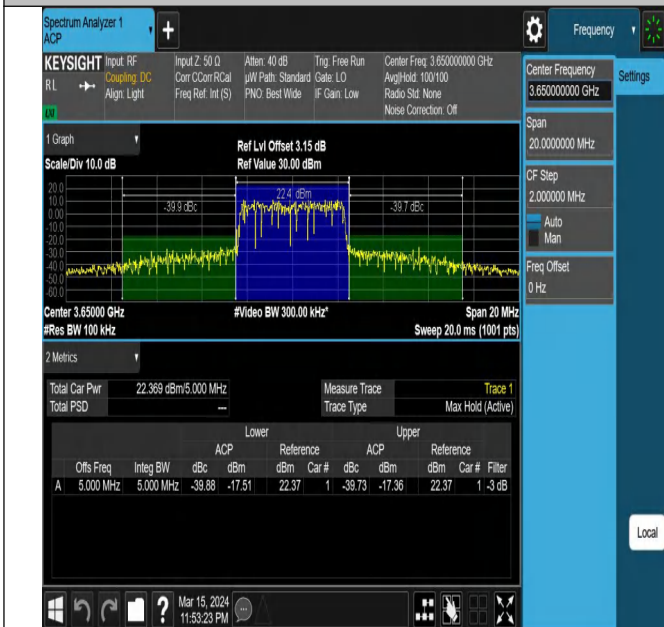 Spectrum Analyzer 1
ACP
Frequency
KEYSIGHT Input: RF Input Z: 50 Ω Atten: 40 dB Trig: Free Run Center Freq: 3.650000000 GHz
RL Coupling: DC Corr CCorr RCal µW Path: Standard Gate: LO Avg|Hold: 100/100
Align: Light Freq Ref: Int (S) PNO: Best Wide IF Gain: Low Radio Std: None
LXI Noise Correction: Off
Center Frequency
3.650000000 GHz
Settings
Span
20.0000000 MHz
CF Step
2.000000 MHz
Auto
Man
Freq Offset
0 Hz
Local
1 Graph
Ref Lvl Offset 3.15 dB
Scale/Div 10.0 dB Ref Value 30.00 dBm
20.0
10.0
0.00
-10.0
-20.0
-30.0
-40.0
-50.0
-60.0
-39.9 dBc 22.4 dBm -39.7 dBc
Center 3.65000 GHz #Video BW 300.00 kHz* Span 20 MHz
#Res BW 100 kHz Sweep 20.0 ms (1001 pts)
2 Metrics
Total Car Pwr 22.369 dBm/5.000 MHz Measure Trace Trace 1
Total PSD --- Trace Type Max Hold (Active)
Lower Upper
ACP Reference ACP Reference
Offs Freq Integ BW dBc dBm dBm Car # dBc dBm dBm Car # Filter
A 5.000 MHz 5.000 MHz -39.88 -17.51 22.37 1 -39.73 -17.36 22.37 1 -3 dB
Mar 15, 2024
11:53:23 PM